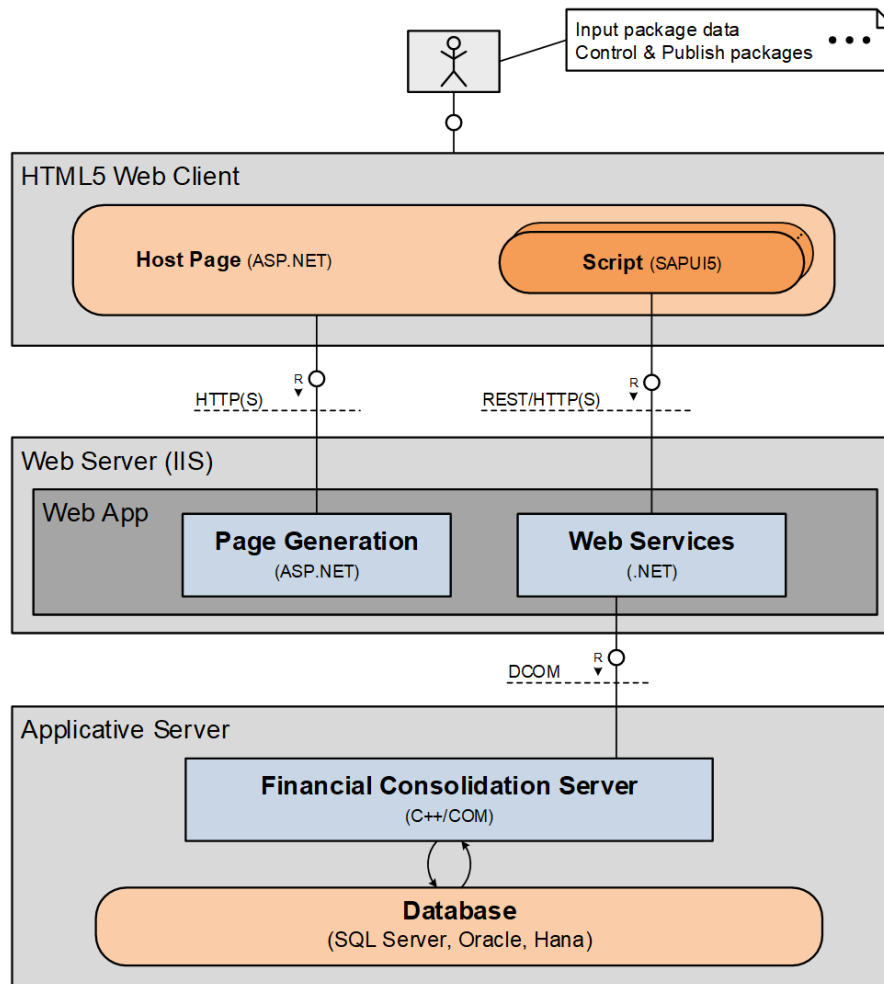 Input package data
Control & Publish packages
HTML5 Web Client
Host Page (ASP.NET)
Script (SAPUI5)
R
HTTP(S)
R
REST/HTTP(S)
Web Server (IIS)
Web App
Page Generation
(ASP.NET)
Web Services
(.NET)
R
DCOM
Applicative Server
Financial Consolidation Server
(C++/COM)
Database
(SQL Server, Oracle, Hana)